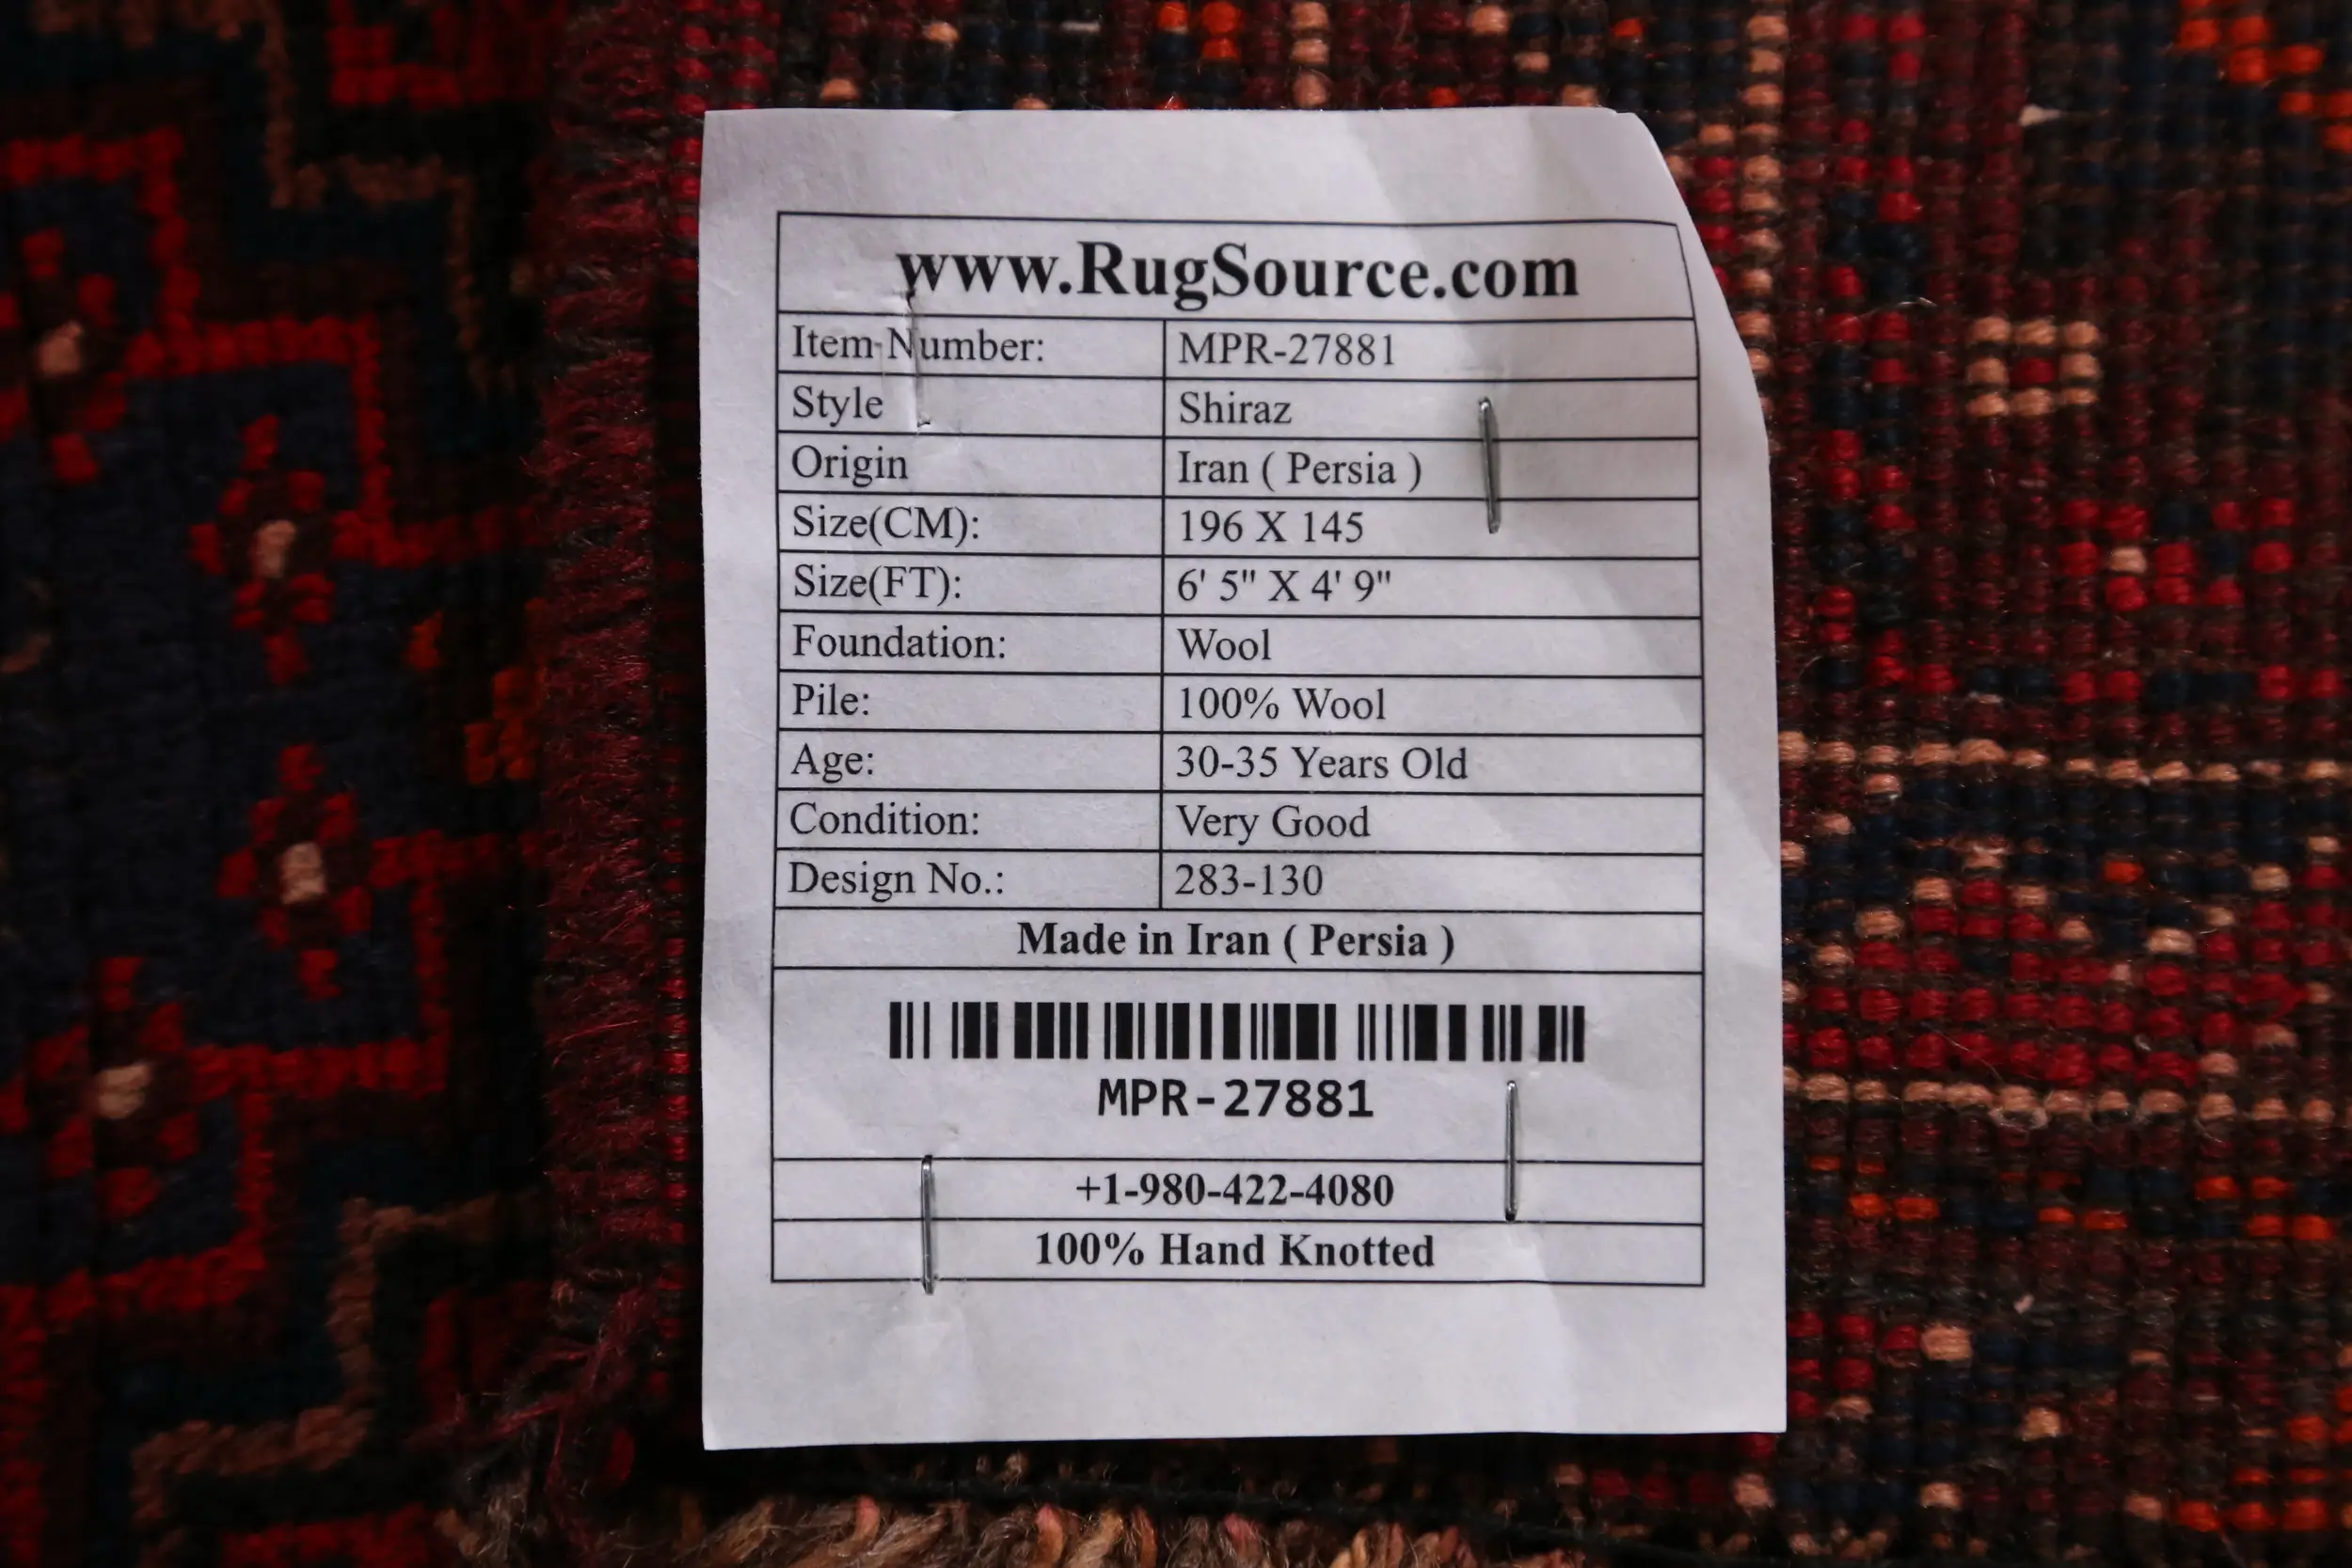 www.RugSource.com
Item Number: MPR-27881
Style Shiraz
Origin Iran ( Persia )
Size(CM): 196 X 145
Size(FT): 6' 5" X 4' 9"
Foundation: Wool
Pile: 100% Wool
Age: 30-35 Years Old
Condition: Very Good
Design No.: 283-130
Made in Iran ( Persia )
MPR-27881
+1-980-422-4080
100% Hand Knotted